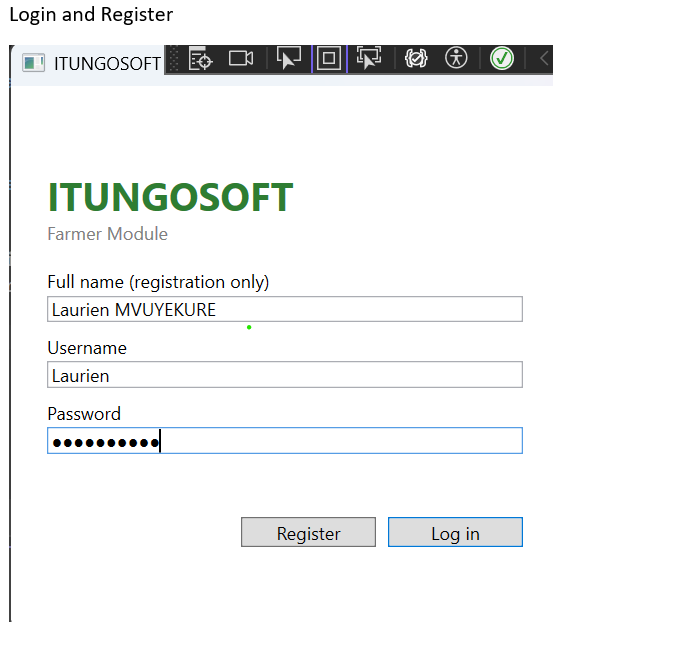 Login and Register
ITUNGOSOFT
ITUNGOSOFT
Farmer Module
Full name (registration only)
Laurien MVUYEKURE
Username
Laurien
Password
●●●●●●●●●●
Register
Log in